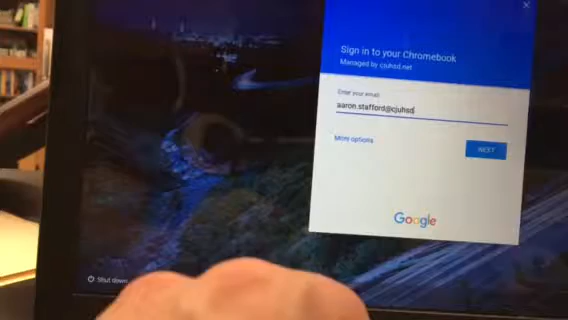 Sign in to your Chromebook
Managed by cjuhsd.net
Enter your email
aaron.stafford@cjuhsd
More options
NEXT
Google
Shut down